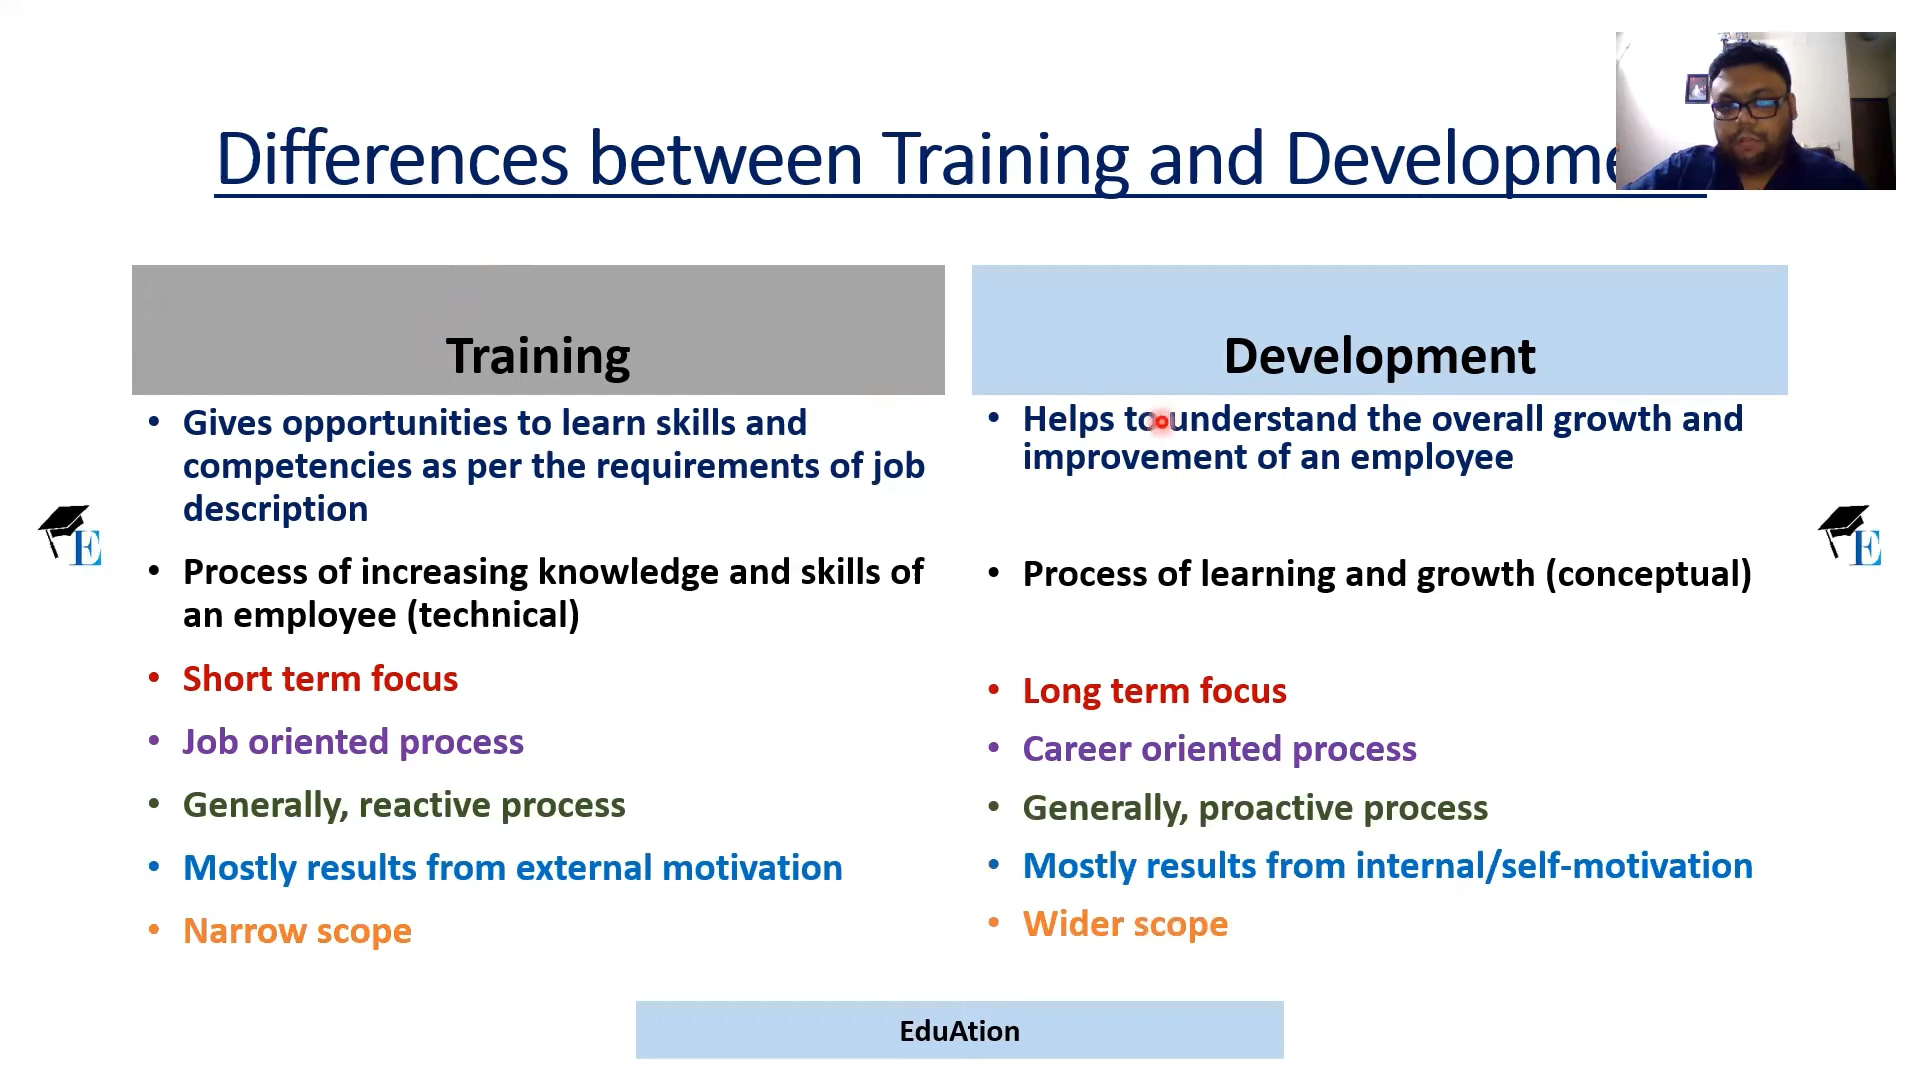 Differences between Training and Developme
Training
Gives opportunities to learn skills and
competencies as per the requirements of job
description
Process of increasing knowledge and skills of
an employee (technical)
Short term focus
Job oriented process
Generally, reactive process
Mostly results from external motivation
Narrow scope
Development
Helps to understand the overall growth and
improvement of an employee
Process of learning and growth (conceptual)
Long term focus
Career oriented process
Generally, proactive process
Mostly results from internal/self-motivation
Wider scope
E
E
EduAtion